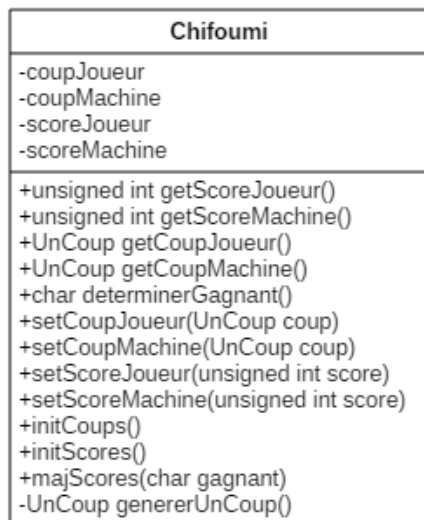 Chifoumi
-coupJoueur
-coupMachine
-scoreJoueur
-scoreMachine
+unsigned int getScoreJoueur()
+unsigned int getScoreMachine()
+UnCoup getCoupJoueur()
+UnCoup getCoupMachine()
+char determinerGagnant()
+setCoupJoueur(UnCoup coup)
+setCoupMachine(UnCoup coup)
+setScoreJoueur(unsigned int score)
+setScoreMachine(unsigned int score)
+initCoups()
+initScores()
+majScores(char gagnant)
-UnCoup genererUnCoup()